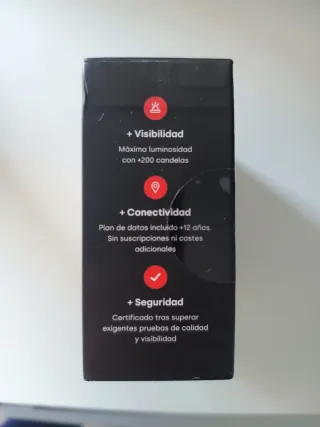 + Visibilidad
Máxima luminosidad
con +200 candelas
+ Conectividad
Plan de datos incluido +12 años.
Sin suscripciones ni costes
adicionales
+ Seguridad
Certificado tras superar
exigentes pruebas de calidad
y visibilidad